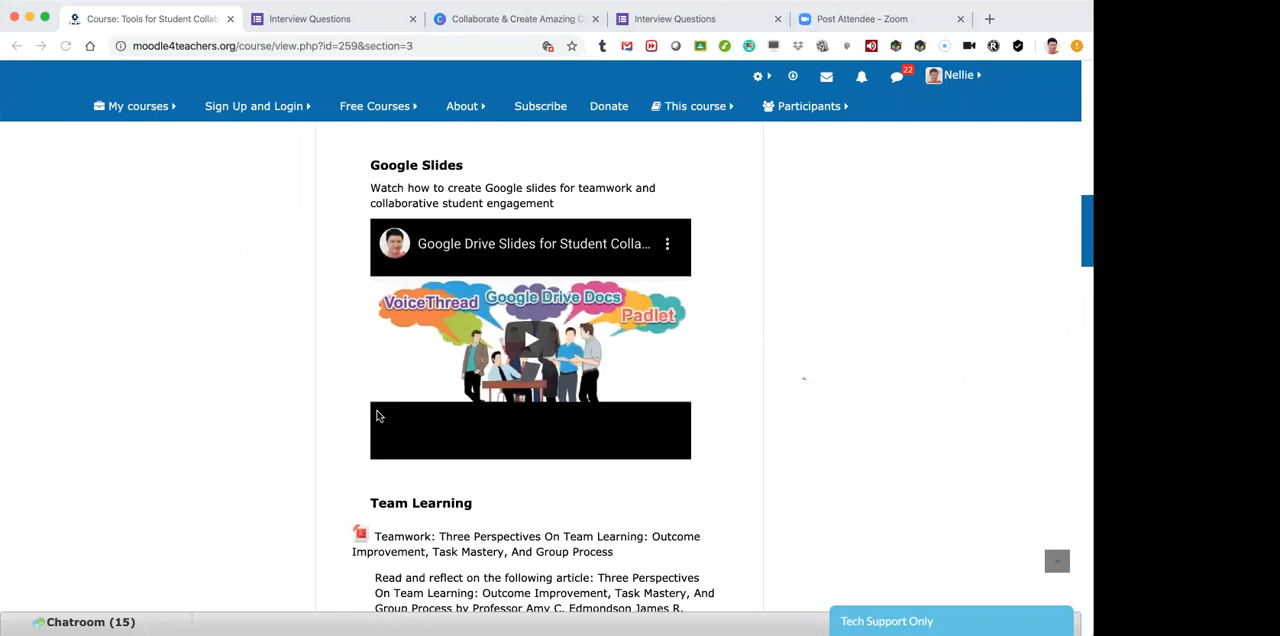 Course: Tools for Student Collab
Interview Questions
Collaborate & Create Amazing G
Interview Questions
Post Attendee - Zoom
moodle4teachers.org/course/view.php?id=259&section=3
22
Nellie
My courses
Sign Up and Login
Free Courses
About
Subscribe
Donate
This course
Participants
Google Slides
Watch how to create Google slides for teamwork and
collaborative student engagement
Google Drive Slides for Student Colla...
VoiceThread
Google Drive Docs
Padlet
Team Learning
Teamwork: Three Perspectives On Team Learning: Outcome
Improvement, Task Mastery, And Group Process
Read and reflect on the following article: Three Perspectives
On Team Learning: Outcome Improvement, Task Mastery, And
Group Process by Professor Amy C. Edmondson James R.
Chatroom (15)
Tech Support Only